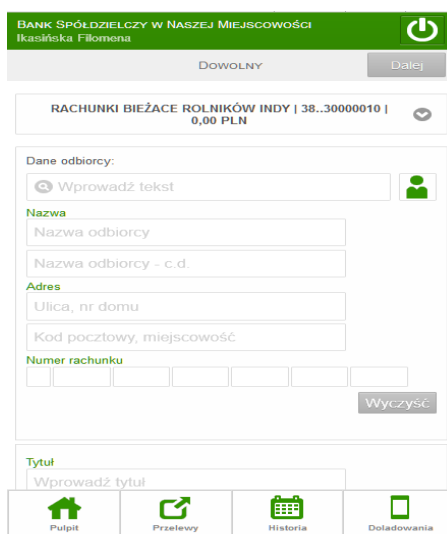 Bank Spółdzielczy w Naszej Miejscowości
Ikasińska Filomena
Dowolny
Dalej
RACHUNKI BIEŻACE ROLNIKÓW INDY | 38..30000010 |
0,00 PLN
Dane odbiorcy:
Wprowadź tekst
Nazwa
Nazwa odbiorcy
Nazwa odbiorcy - c.d.
Adres
Ulica, nr domu
Kod pocztowy, miejscowość
Numer rachunku
Wyczyść
Tytuł
Wprowadź tytuł
Pulpit
Przelewy
Historia
Doladowania